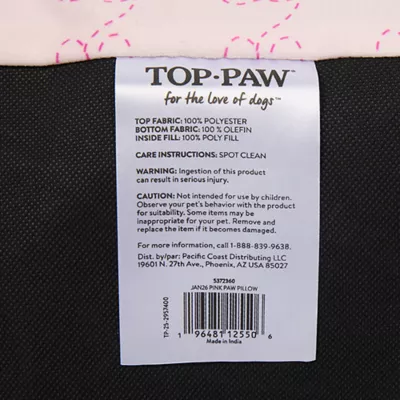 TOP•PAW™
for the love of dogs™
TOP FABRIC: 100% POLYESTER
BOTTOM FABRIC: 100 % OLEFIN
INSIDE FILL: 100% POLY FILL
CARE INSTRUCTIONS: SPOT CLEAN
WARNING: Ingestion of this product
can result in serious injury.
CAUTION: Not intended for use by children.
Observe your pet's behavior with the product
for suitability. Some items may be
inappropriate for your pet. Remove and
replace the item if it becomes damaged.
For more information, call 1-888-839-9638.
Dist. by/par: Pacific Coast Distributing LLC
19601 N. 27th Ave., Phoenix, AZ USA 85027
5372360
JAN26 PINK PAW PILLOW
TP-25-2957400
1 96481 12550 6
Made in India